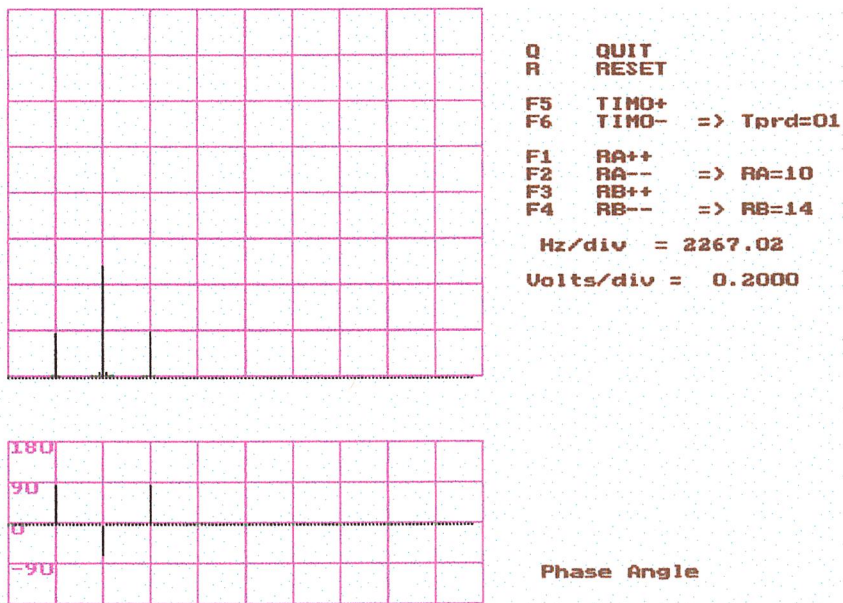 Q QUIT
R RESET
F5 TIMO+
F6 TIMO- => Tprd=01
F1 RA++
F2 RA-- => RA=10
F3 RB++
F4 RB-- => RB=14
Hz/div = 2267.02
Volts/div = 0.2000
180
90
0
-90
Phase Angle